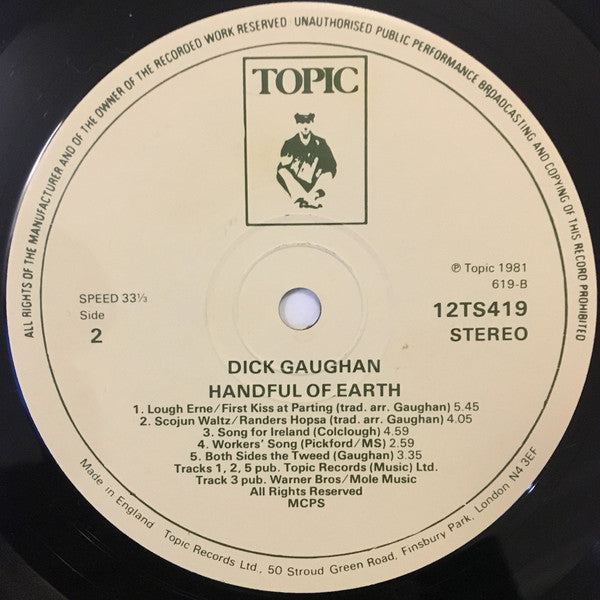 ALL RIGHTS OF THE MANUFACTURER AND OF THE OWNER OF THE RECORDED WORK RESERVED · UNAUTHORISED PUBLIC PERFORMANCE BROADCASTING AND COPYING OF THIS RECORD PROHIBITED
TOPIC
℗ Topic 1981
619-B
SPEED 33⅓
Side
2
12TS419
STEREO
DICK GAUGHAN
HANDFUL OF EARTH
1. Lough Erne/First Kiss at Parting (trad. arr. Gaughan) 5.45
2. Scojun Waltz/Randers Hopsa (trad. arr. Gaughan) 4.05
3. Song for Ireland (Colclough) 4.59
4. Workers' Song (Pickford/MS) 2.59
5. Both Sides the Tweed (Gaughan) 3.35
Tracks 1, 2, 5 pub. Topic Records (Music) Ltd.
Track 3 pub. Warner Bros/Mole Music
All Rights Reserved
MCPS
Made in England Topic Records Ltd., 50 Stroud Green Road, Finsbury Park, London N4 3EF